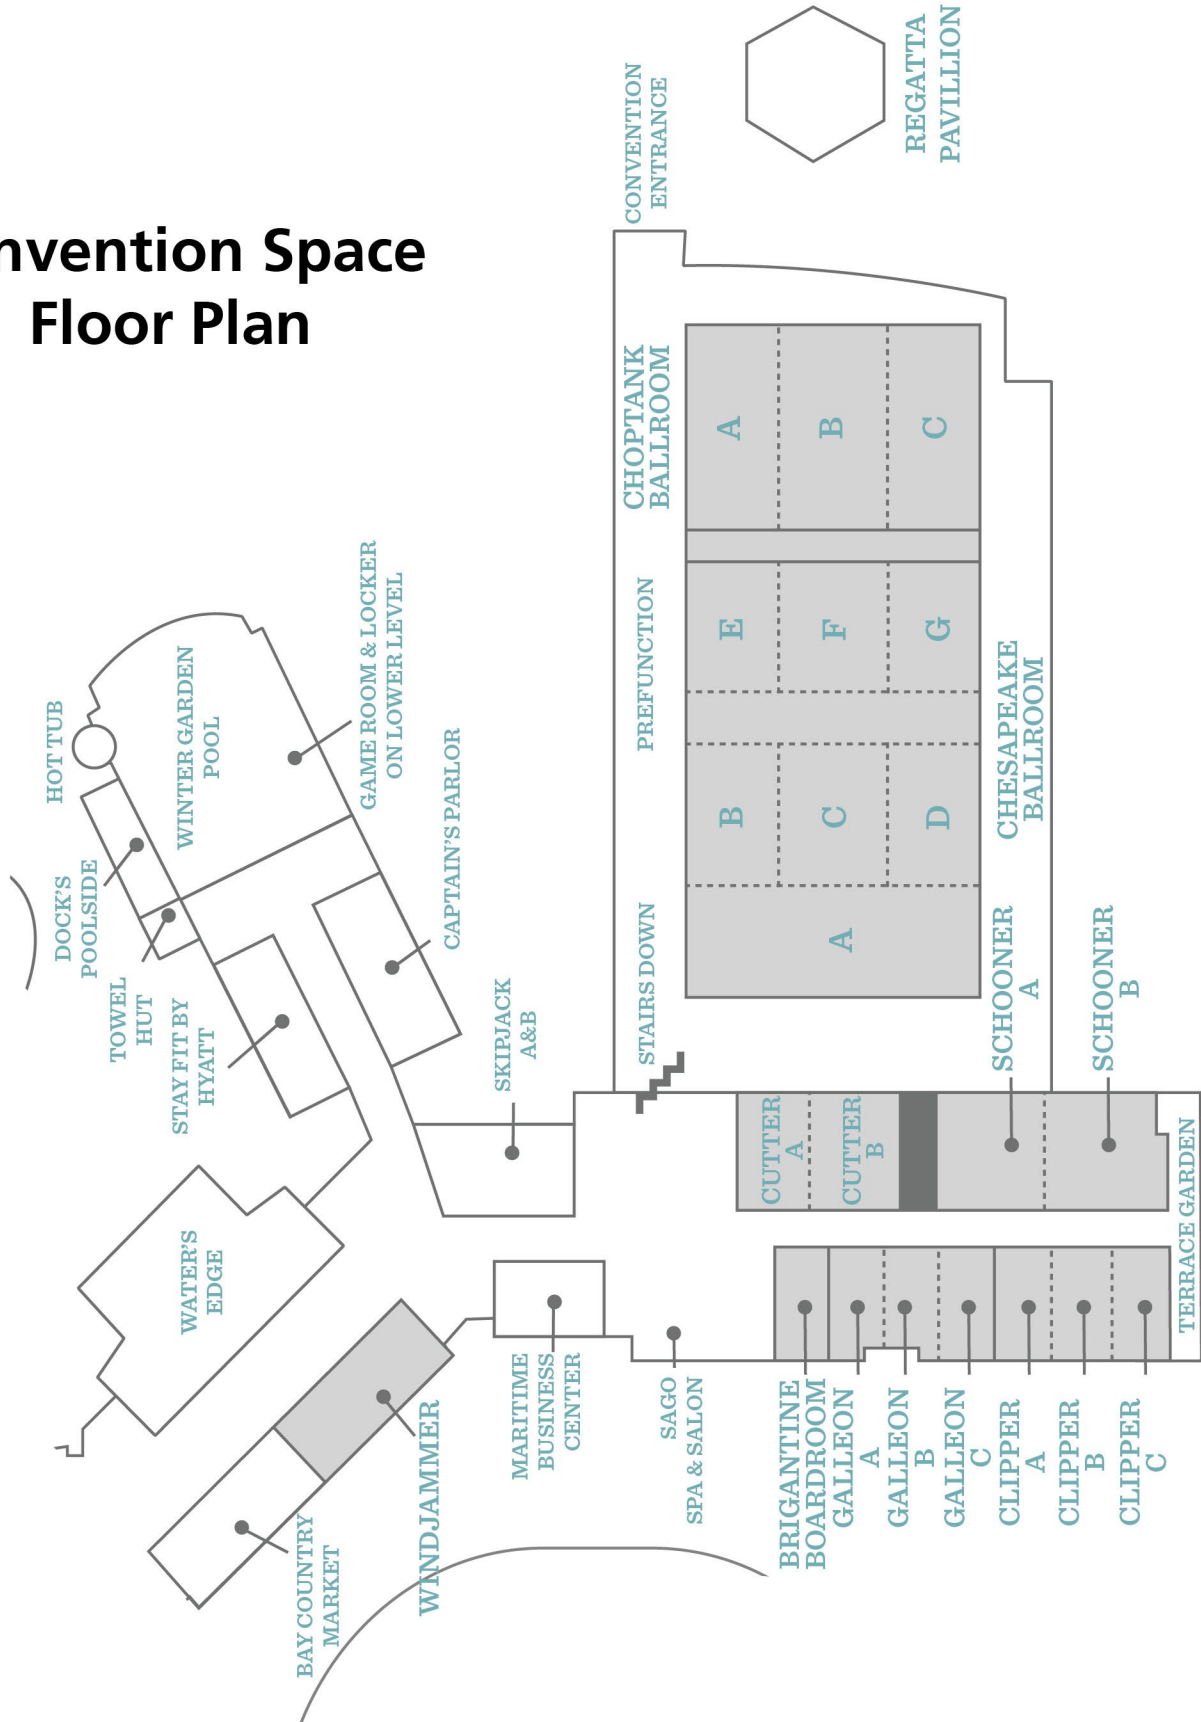 nvention Space
Floor Plan
REGATTA
PAVILLION
CONVENTION
ENTRANCE
CHOPTANK
BALLROOM
A
B
C
PREFUNCTION
E
F
G
B
C
D
A
CHESAPEAKE
BALLROOM
STAIRS DOWN
SCHOONER
A
SCHOONER
B
CUTTER
A
CUTTER
B
TERRACE GARDEN
HOT TUB
WINTER GARDEN
POOL
GAME ROOM & LOCKER
ON LOWER LEVEL
DOCK'S
POOLSIDE
TOWEL
HUT
STAY FIT BY
HYATT
CAPTAIN'S PARLOR
SKIPJACK
A&B
WATER'S
EDGE
WINDJAMMER
BAY COUNTRY
MARKET
MARITIME
BUSINESS
CENTER
SAGO
SPA & SALON
BRIGANTINE
BOARDROOM
GALLEON
A
GALLEON
B
GALLEON
C
CLIPPER
A
CLIPPER
B
CLIPPER
C